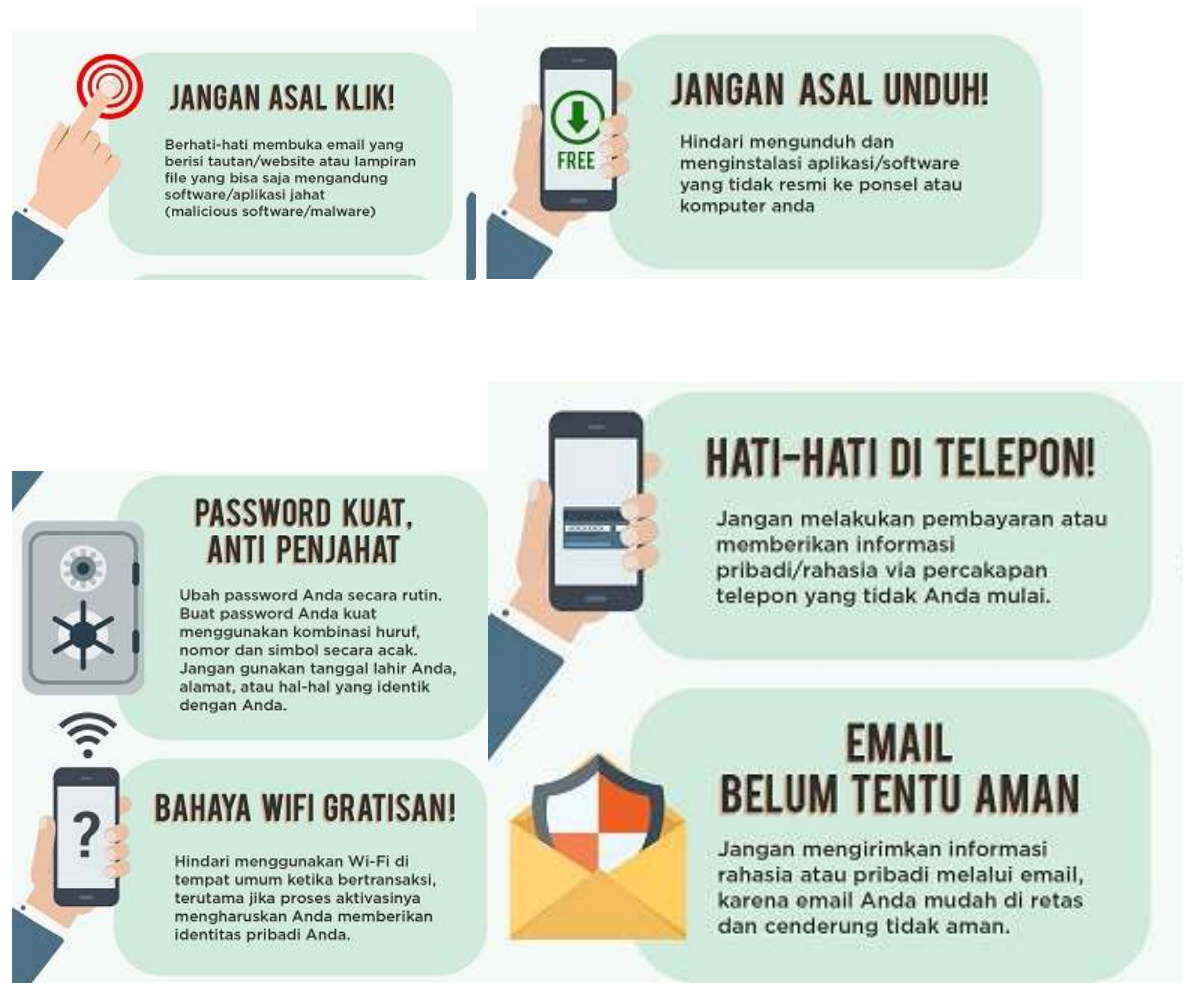 JANGAN ASAL KLIK!
Berhati-hati membuka email yang
berisi tautan/website atau lampiran
file yang bisa saja mengandung
software/aplikasi jahat
(malicious software/malware)
FREE
JANGAN ASAL UNDUH!
Hindari mengunduh dan
menginstalasi aplikasi/software
yang tidak resmi ke ponsel atau
komputer anda
PASSWORD KUAT,
ANTI PENJAHAT
Ubah password Anda secara rutin.
Buat password Anda kuat
menggunakan kombinasi huruf,
nomor dan simbol secara acak.
Jangan gunakan tanggal lahir Anda,
alamat, atau hal-hal yang identik
dengan Anda.
?
BAHAYA WIFI GRATISAN!
Hindari menggunakan Wi-Fi di
tempat umum ketika bertransaksi,
terutama jika proses aktivasinya
mengharuskan Anda memberikan
identitas pribadi Anda.
HATI-HATI DI TELEPON!
Jangan melakukan pembayaran atau
memberikan informasi
pribadi/rahasia via percakapan
telepon yang tidak Anda mulai.
EMAIL
BELUM TENTU AMAN
Jangan mengirimkan informasi
rahasia atau pribadi melalui email,
karena email Anda mudah di retas
dan cenderung tidak aman.